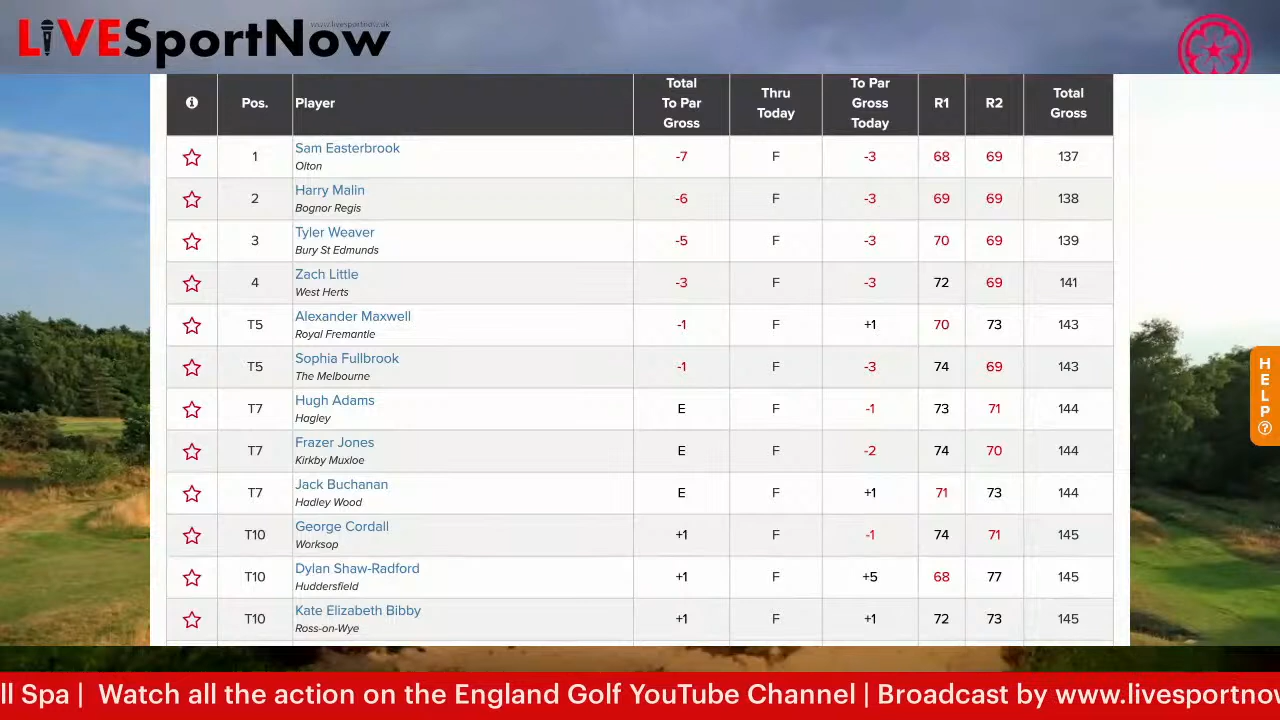 LIVESportNow
www.livesportnow.co.uk
Pos. Player Total To Par Gross Thru Today To Par Gross Today R1 R2 Total Gross
1 Sam Easterbrook -7 F -3 68 69 137
Olton
2 Harry Malin -6 F -3 69 69 138
Bognor Regis
3 Tyler Weaver -5 F -3 70 69 139
Bury St Edmunds
4 Zach Little -3 F -3 72 69 141
West Herts
T5 Alexander Maxwell -1 F +1 70 73 143
Royal Fremantle
T5 Sophia Fullbrook -1 F -3 74 69 143
The Melbourne
T7 Hugh Adams E F -1 73 71 144
Hagley
T7 Frazer Jones E F -2 74 70 144
Kirkby Muxloe
T7 Jack Buchanan E F +1 71 73 144
Hadley Wood
T10 George Cordall +1 F -1 74 71 145
Worksop
T10 Dylan Shaw-Radford +1 F +5 68 77 145
Huddersfield
T10 Kate Elizabeth Bibby +1 F +1 72 73 145
Ross-on-Wye
HELP?
ll Spa | Watch all the action on the England Golf YouTube Channel | Broadcast by www.livesportnow